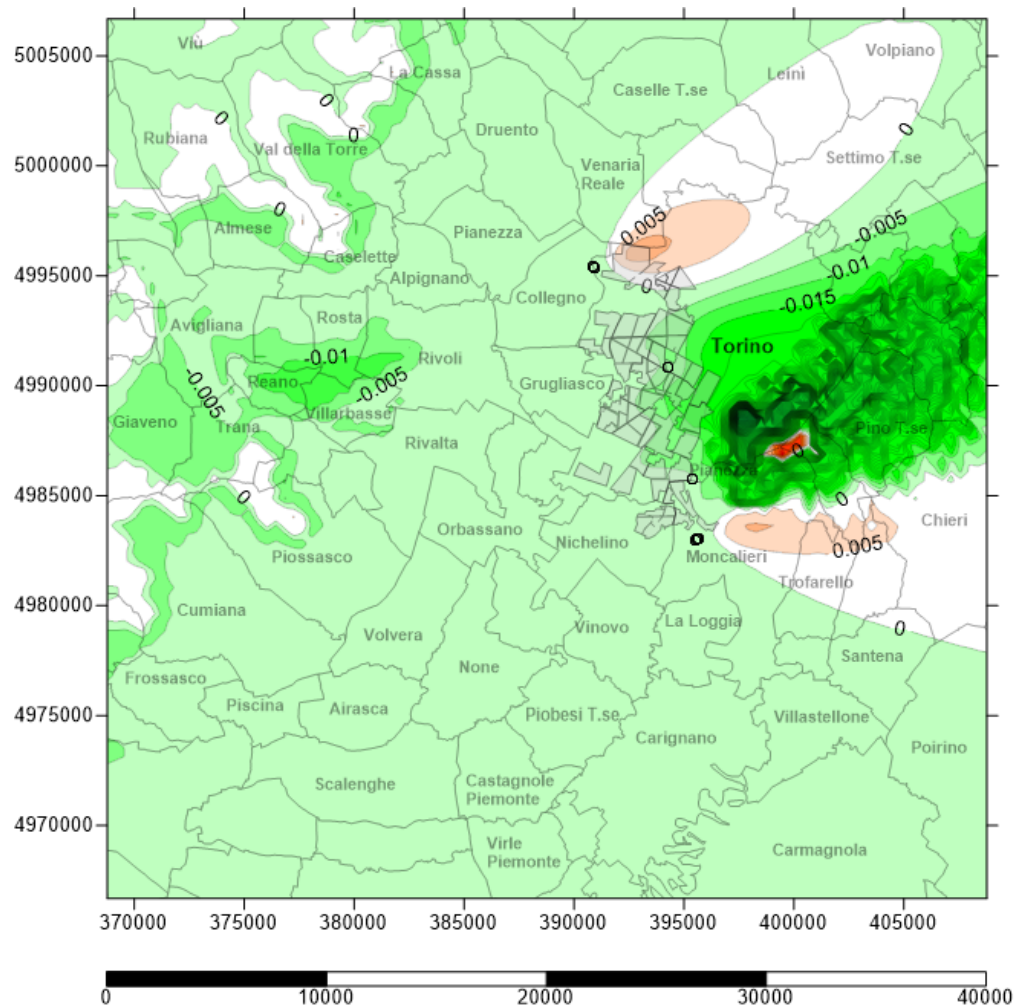 5005000
Viù
Volpiano
La Cassa
Leinì
Caselle T.se
0
0
0
0
Rubiana
Val della Torre
Druento
Settimo T.se
5000000
Venaria
Reale
0
0.005
-0.005
Almese
Pianezza
Caselette
4995000
Alpignano
-0.01
0
Collegno
-0.015
Avigliana
Rosta
Torino
-0.01
Rivoli
4990000
-0.005
Reano
-0.005
Grugliasco
Giaveno
Villarbasse
Trana
Pino T.se
Rivalta
0
Pianezza
4985000
0
0
Orbassano
Chieri
Nichelino
0.005
Piossasco
Moncalieri
Trofarello
4980000
Cumiana
Vinovo
La Loggia
0
Volvera
Santena
None
Frossasco
Piscina
Airasca
4975000
Piobesi T.se
Villastellone
Carignano
Poirino
Scalenghe
Castagnole
Piemonte
4970000
Virle
Piemonte
Carmagnola
370000 375000 380000 385000 390000 395000 400000 405000
0 10000 20000 30000 40000